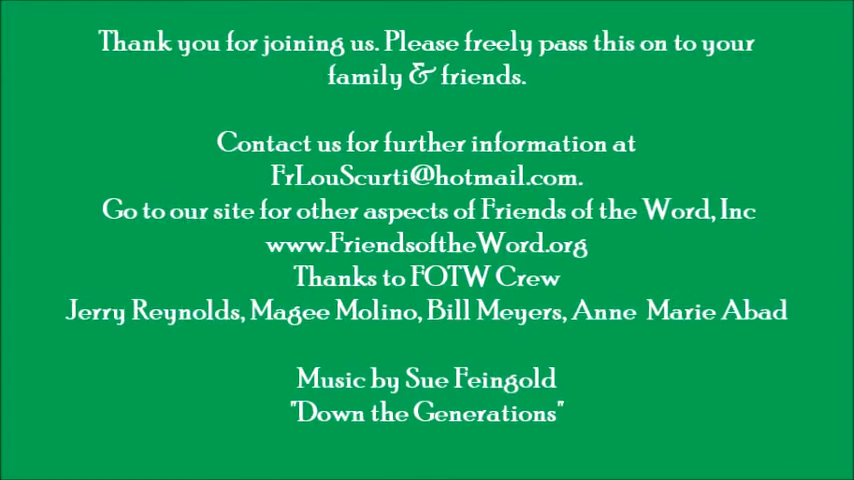 Thank you for joining us. Please freely pass this on to your
family & friends.
Contact us for further information at
FrLouScurti@hotmail.com.
Go to our site for other aspects of Friends of the Word, Inc
www.FriendsoftheWord.org
Thanks to FOTW Crew
Jerry Reynolds, Magee Molino, Bill Meyers, Anne Marie Abad
Music by Sue Feingold
"Down the Generations"